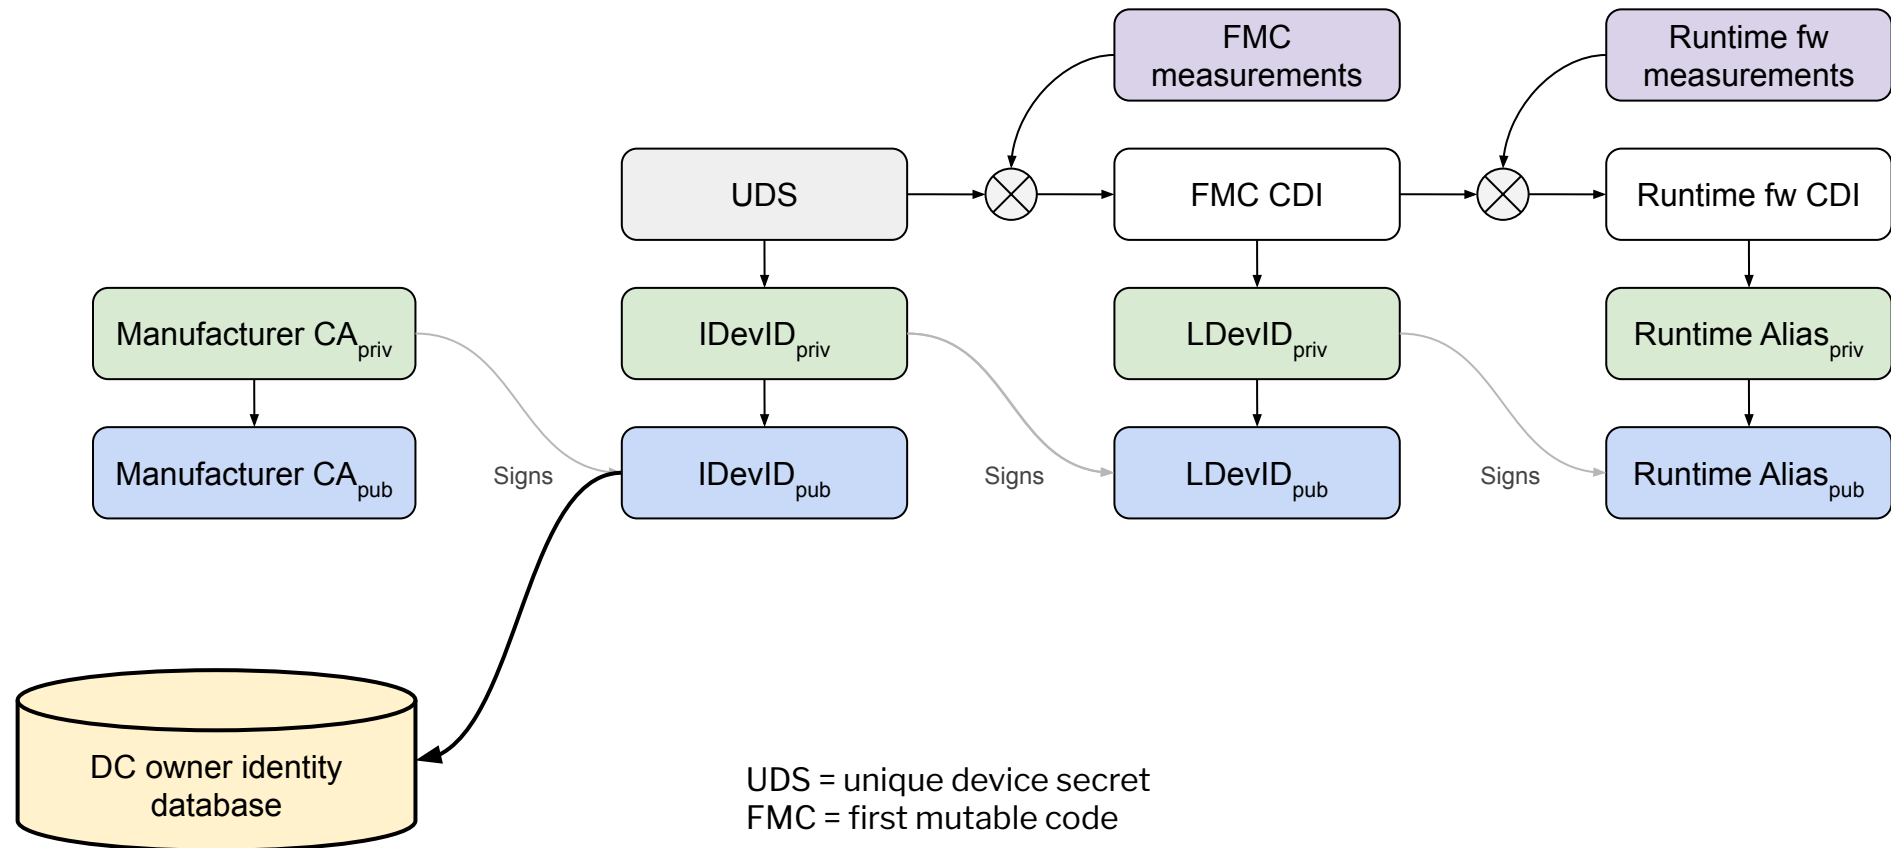 FMC
measurements
Runtime fw
measurements
UDS
FMC CDI
Runtime fw CDI
Manufacturer CApriv
IDevIDpriv
LDevIDpriv
Runtime Aliaspriv
Manufacturer CApub
Signs
IDevIDpub
Signs
LDevIDpub
Signs
Runtime Aliaspub
DC owner identity
database
UDS = unique device secret
FMC = first mutable code